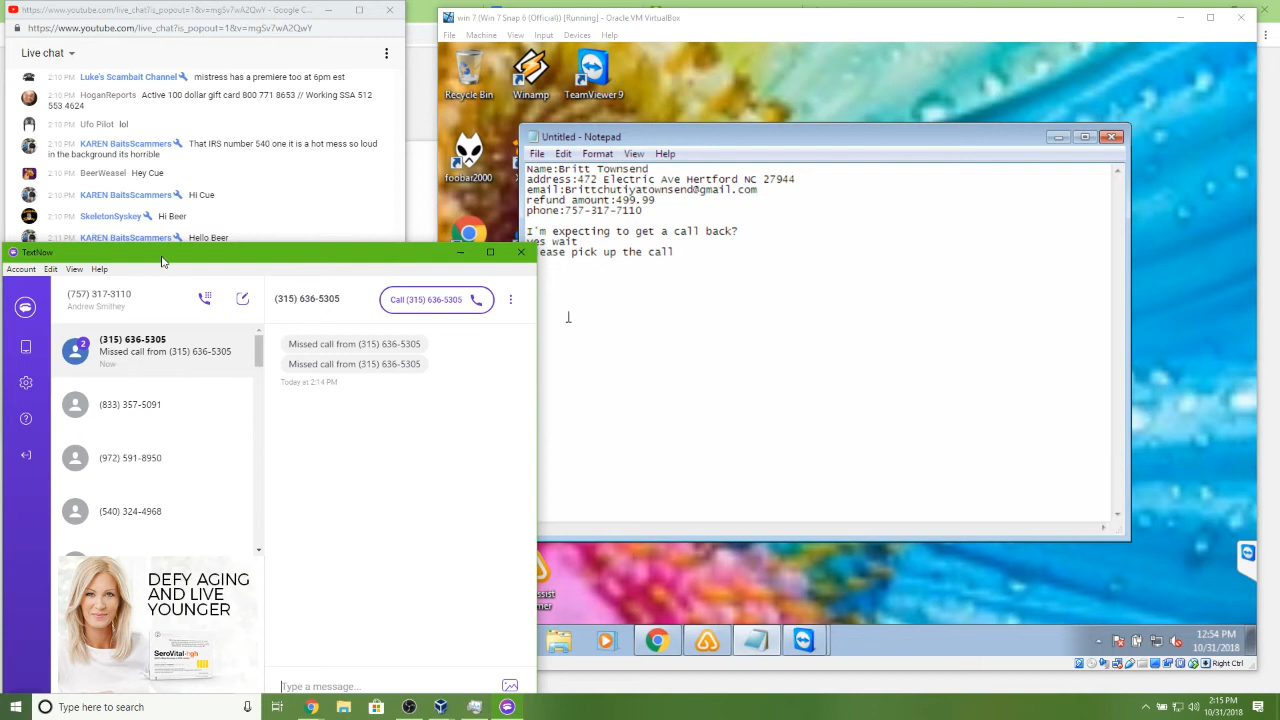 https://www.youtube.com/live_chat?is_popout=1&v=mgSv7wtACQwY - Google C...
https://www.youtube.com/live_chat?is_popout=1&v=mgSv7wtACQwY
Live chat
2:10 PM Luke's Scambait Channel mistress has a premiere too at 6pm est
2:10 PM HoganReports Active 100 dollar gift card 800 771 8653 // Working SSA 512
553 4624
2:10 PM Ufo Pilot lol
2:10 PM KAREN BaitsScammers That IRS number 540 one it is a hot mess
in the background its horrible
2:10 PM BeerWeasel Hey Cue
2:10 PM KAREN BaitsScammers Hi Cue
2:10 PM SkeletonSyskey Hi Beer
2:11 PM KAREN BaitsScammers Hello Beer
win 7 (Win 7 Snap 6 (Official)) [Running] - Oracle VM VirtualBox
File Machine View Input Devices Help
Recycle Bin
Winamp
TeamViewer 9
foobar2000
Untitled - Notepad
File Edit Format View Help
Name:Britt Townsend
address:472 Electric Ave Hertford NC 27944
email:Brittchutiyatownsend@gmail.com
refund amount:499.99
phone:757-317-7110
I'm expecting to get a call back?
yes wait
ease pick up the call
TextNow
Account Edit View Help
(757) 317-3110
Andrew Smithey
(315) 636-5305
Call (315) 636-5305
2
(315) 636-5305
Missed call from (315) 636-5305
Now
(833) 357-5091
(972) 591-8950
(540) 324-4968
Missed call from (315) 636-5305
Missed call from (315) 636-5305
Today at 2:14 PM
DEFY AGING
AND LIVE
YOUNGER
SeroVital-hgh
Type a message...
ssist
mer
12:54 PM
10/31/2018
Right Ctrl
Type here to search
2:15 PM
10/31/2018